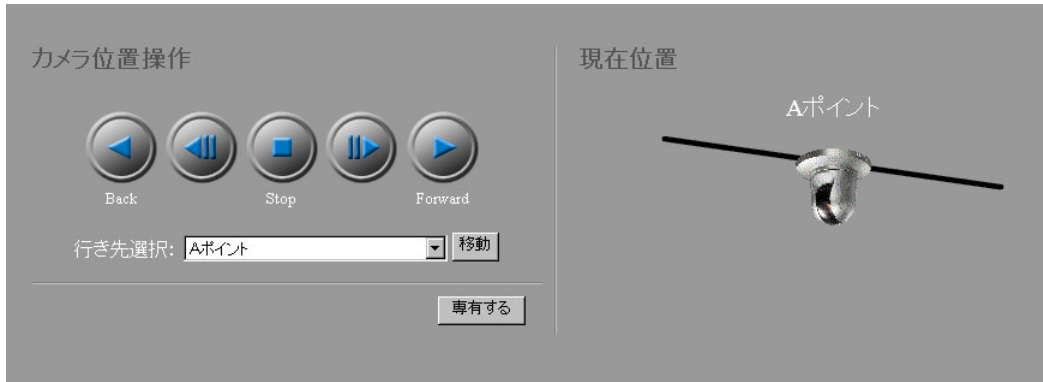 カメラ位置操作
Back
Stop
Forward
行き先選択: Aポイント 移動
専有する
現在位置
Aポイント